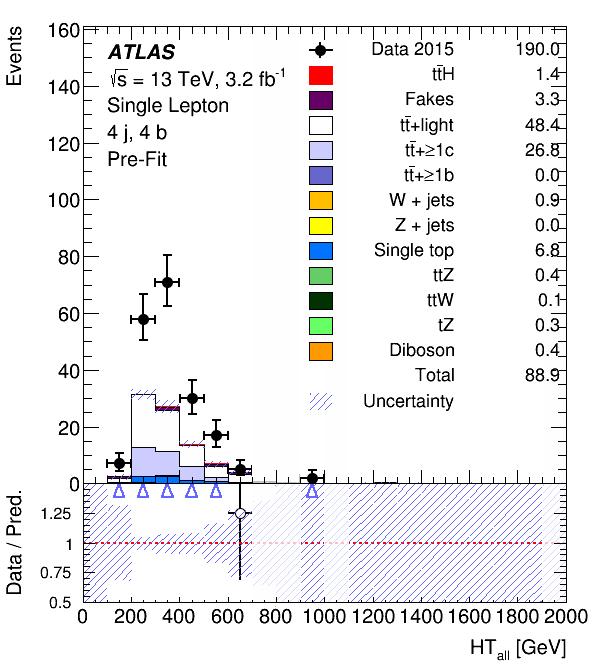 Events
160
140
120
100
80
60
40
20
0
ATLAS
√s = 13 TeV, 3.2 fb⁻¹
Single Lepton
4 j, 4 b
Pre-Fit
Data 2015 190.0
tt̄H 1.4
Fakes 3.3
tt̄+light 48.4
tt̄+≥1c 26.8
tt̄+≥1b 0.0
W + jets 0.9
Z + jets 0.0
Single top 6.8
ttZ 0.4
ttW 0.1
tZ 0.3
Diboson 0.4
Total 88.9
Uncertainty
Data / Pred.
1.25
1
0.75
0.5
0 200 400 600 800 1000 1200 1400 1600 1800 2000
HT_all [GeV]